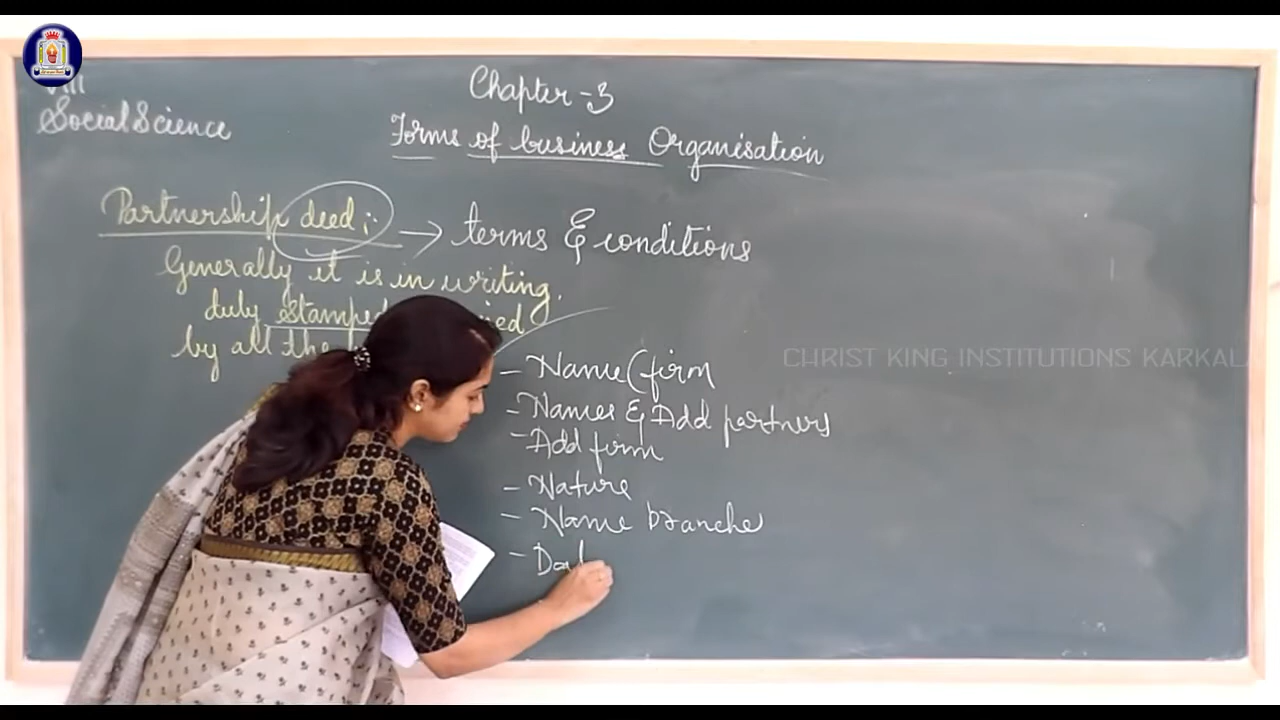 VIII
Social Science
Chapter - 3
Forms of business Organisation
Partnership deed :-
→ terms & conditions
Generally it is in writing.
duly stamped
by all the
- Name (firm
- Names & Add partners
- Add firm
- Nature
- Name branche
CHRIST KING INSTITUTIONS KARKALA